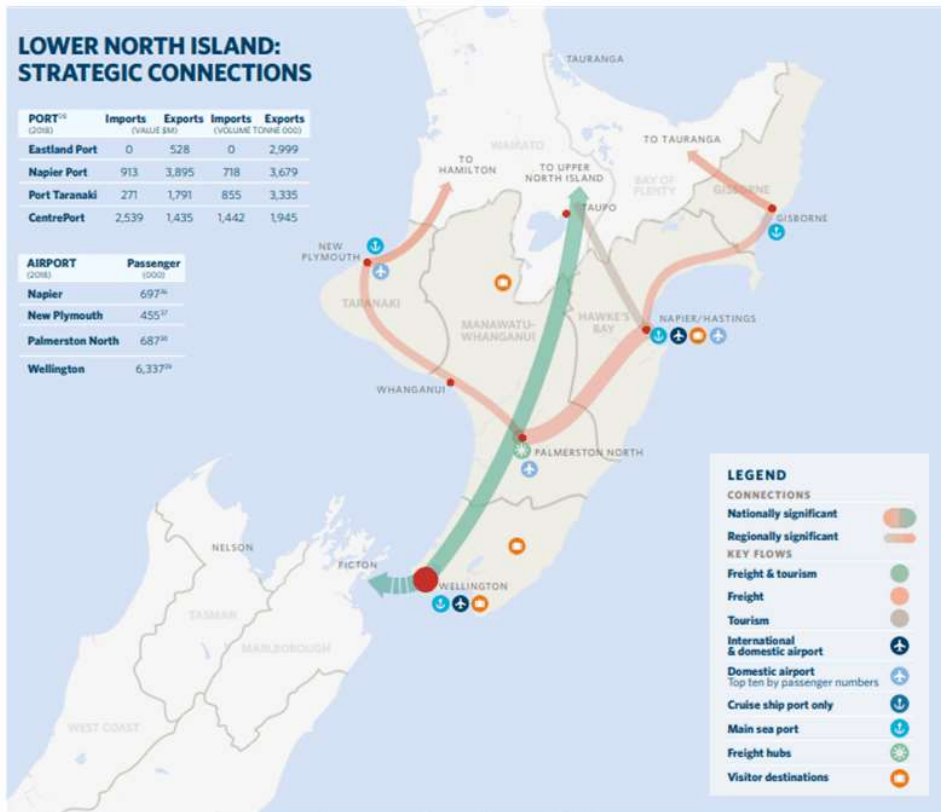 LOWER NORTH ISLAND:
STRATEGIC CONNECTIONS
PORT Imports Exports Imports Exports
(2018) (VALUE $M) (VOLUME TONNE 000)
Eastland Port 0 528 0 2,999
Napier Port 913 3,895 718 3,679
Port Taranaki 271 1,791 855 3,335
CentrePort 2,539 1,435 1,442 1,945
AIRPORT Passenger
(2018) (000)
Napier 697
New Plymouth 455
Palmerston North 687
Wellington 6,337
TAURANGA
TO TAURANGA
WAIKATO
TO
HAMILTON
TO UPPER
NORTH ISLAND
BAY OF
PLENTY
GISBORNE
TAUPO
GISBORNE
NEW
PLYMOUTH
TARANAKI
MANAWATU-
WHANGANUI
HAWKE'S
BAY
NAPIER/HASTINGS
WHANGANUI
PALMERSTON NORTH
NELSON
PICTON
WELLINGTON
TASMAN
MARLBOROUGH
WEST COAST
LEGEND
CONNECTIONS
Nationally significant
Regionally significant
KEY FLOWS
Freight & tourism
Freight
Tourism
International
& domestic airport
Domestic airport
Top ten by passenger numbers
Cruise ship port only
Main sea port
Freight hubs
Visitor destinations